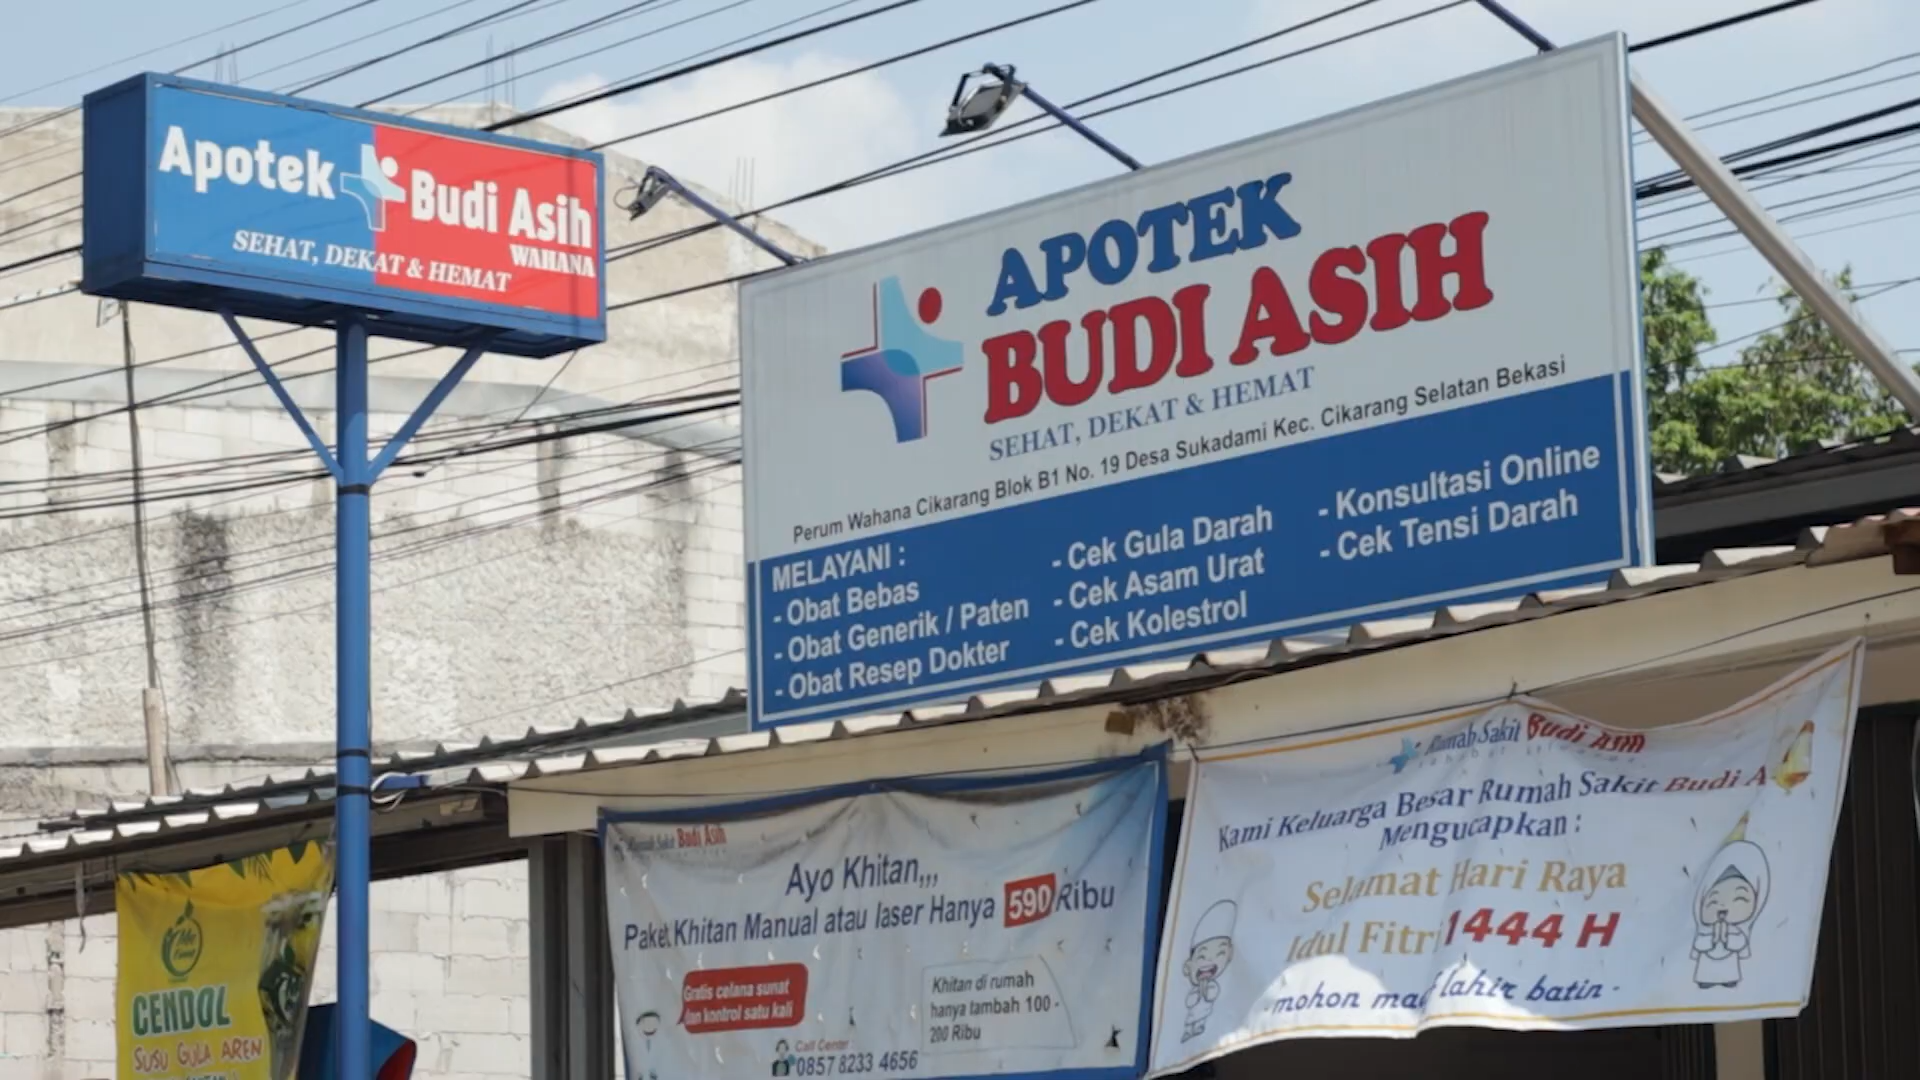 Apotek Budi Asih
WAHANA
SEHAT, DEKAT & HEMAT
APOTEK
BUDI ASIH
SEHAT, DEKAT & HEMAT
Perum Wahana Cikarang Blok B1 No. 19 Desa Sukadami Kec. Cikarang Selatan Bekasi
MELAYANI :
- Obat Bebas
- Obat Generik / Paten
- Obat Resep Dokter
- Cek Gula Darah
- Cek Asam Urat
- Cek Kolestrol
- Konsultasi Online
- Cek Tensi Darah
CENDOL
SUSU GULA AREN
Rumah Sakit Budi Asih
Ayo Khitan,,,
Paket Khitan Manual atau laser Hanya 590 Ribu
Gratis celana sunat
dan kontrol satu kali
Khitan di rumah
hanya tambah 100 -
200 Ribu
Call Center
0857 8233 4656
Rumah Sakit Budi Asih
Kami Keluarga Besar Rumah Sakit Budi A
Mengucapkan :
Selamat Hari Raya
Idul Fitri 1444 H
-mohon maaf lahir batin -